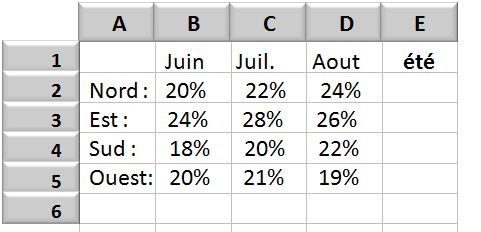 A B C D E
1 Juin Juil. Aout été
2 Nord : 20% 22% 24%
3 Est : 24% 28% 26%
4 Sud : 18% 20% 22%
5 Ouest: 20% 21% 19%
6